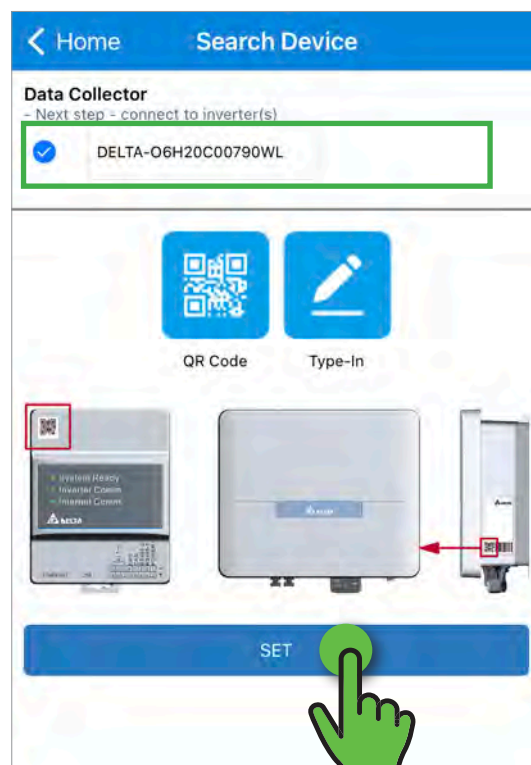 Home
Search Device
Data Collector
- Next step - connect to inverter(s)
DELTA-O6H20C00790WL
QR Code
Type-In
System Ready
Inverter Comm
Internet Comm
DELTA
SET